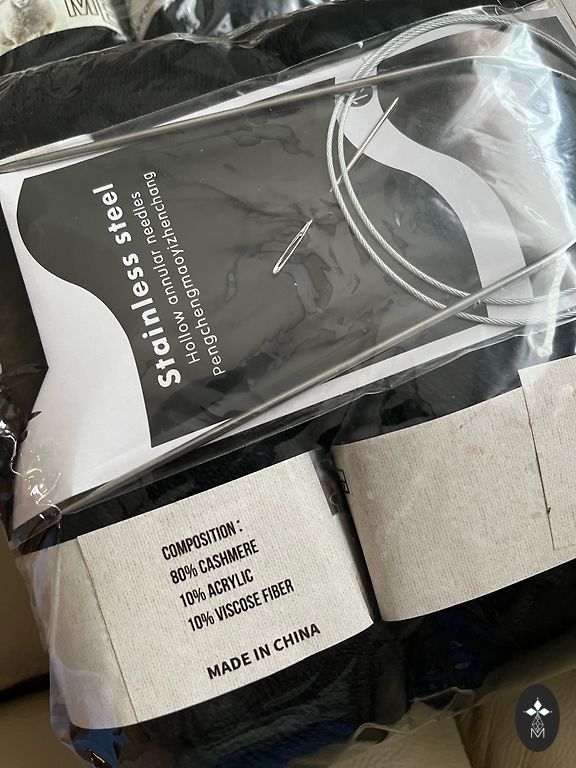 Stainless steel
Hollow annular needles
Pengchengmaoyizhenchang
COMPOSITION:
80% CASHMERE
10% ACRYLIC
10% VISCOSE FIBER
MADE IN CHINA